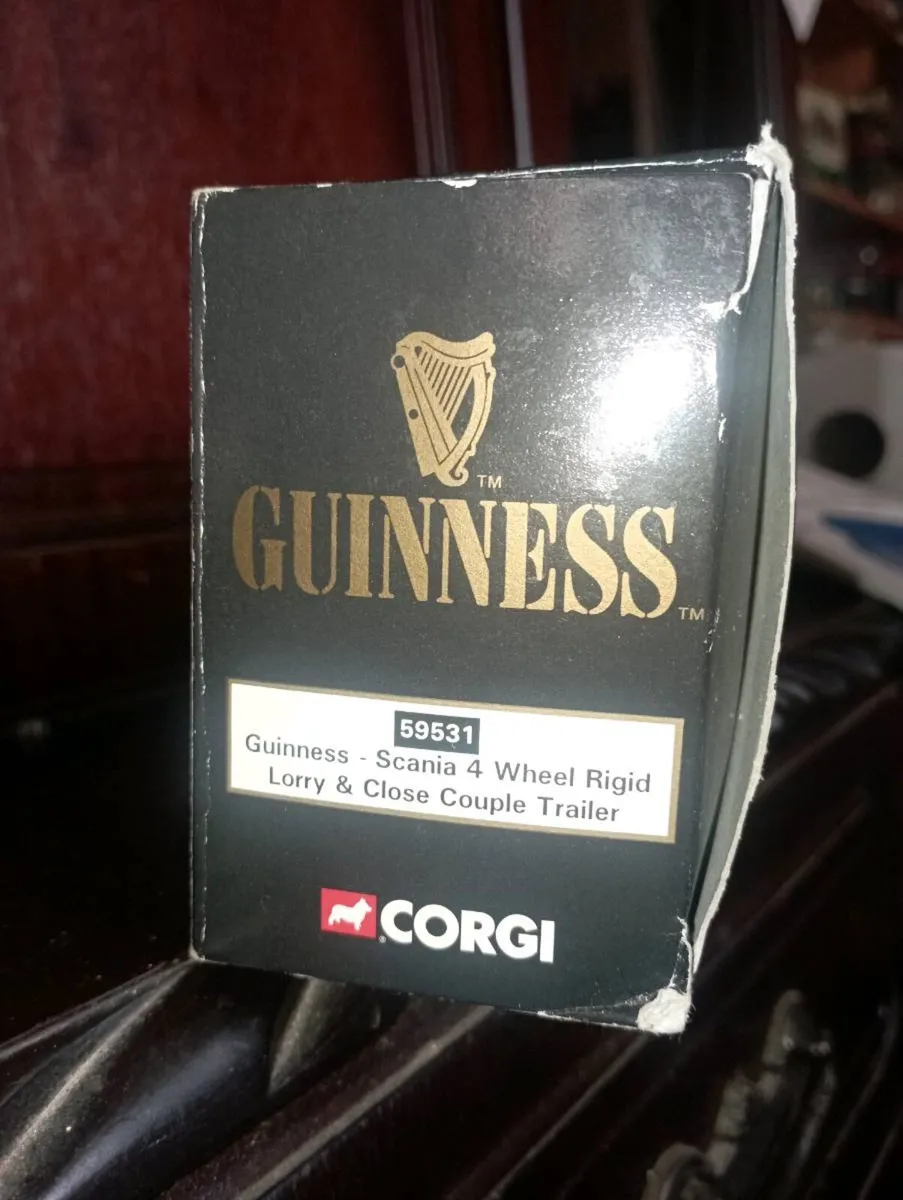 TM
GUINNESS
TM
59531
Guinness - Scania 4 Wheel Rigid
Lorry & Close Couple Trailer
CORGI